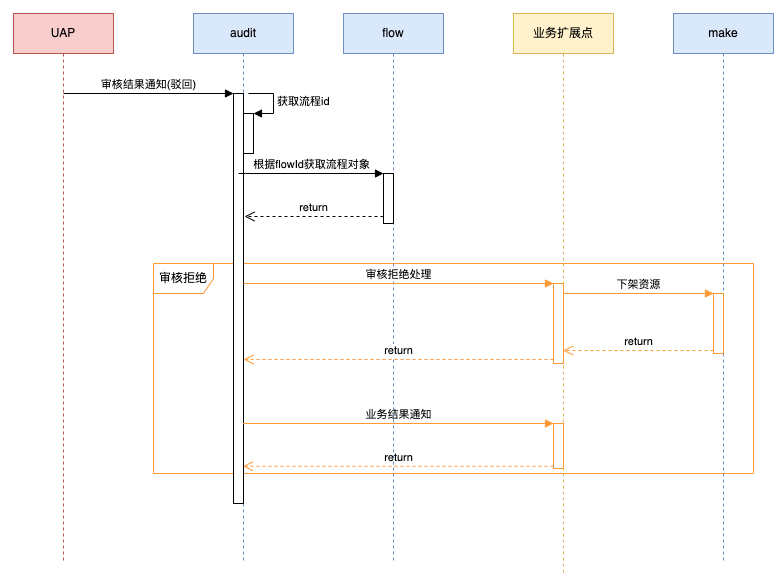 UAP
audit
flow
业务扩展点
make
审核结果通知(驳回)
获取流程id
根据flowId获取流程对象
return
审核拒绝
审核拒绝处理
下架资源
return
return
业务结果通知
return